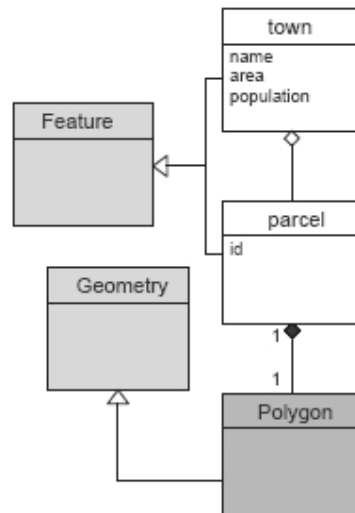 town
name
area
population
Feature
parcel
id
Geometry
1
1
Polygon